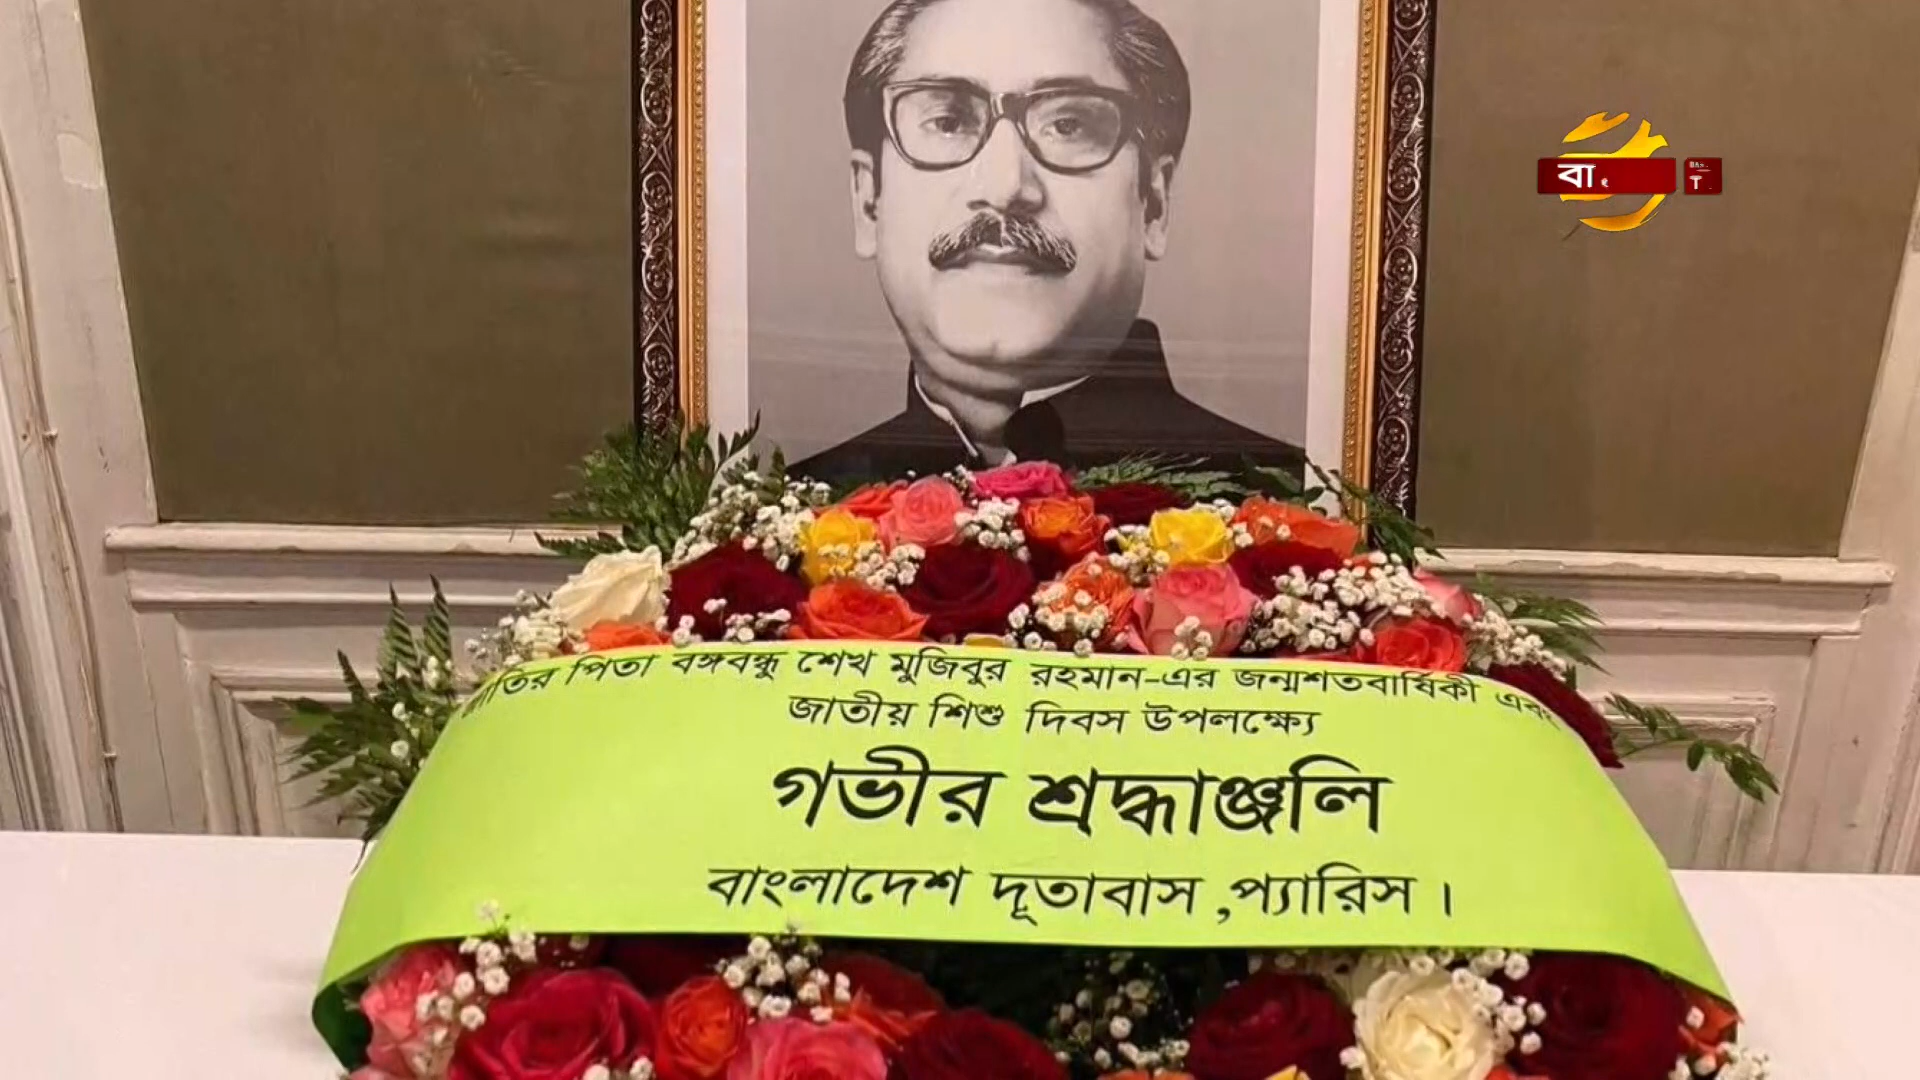 জাতির পিতা বঙ্গবন্ধু শেখ মুজিবুর রহমান-এর জন্মশতবার্ষিকী এবং
জাতীয় শিশু দিবস উপলক্ষ্যে
গভীর শ্রদ্ধাঞ্জলি
বাংলাদেশ দূতাবাস ,প্যারিস ।
বাং